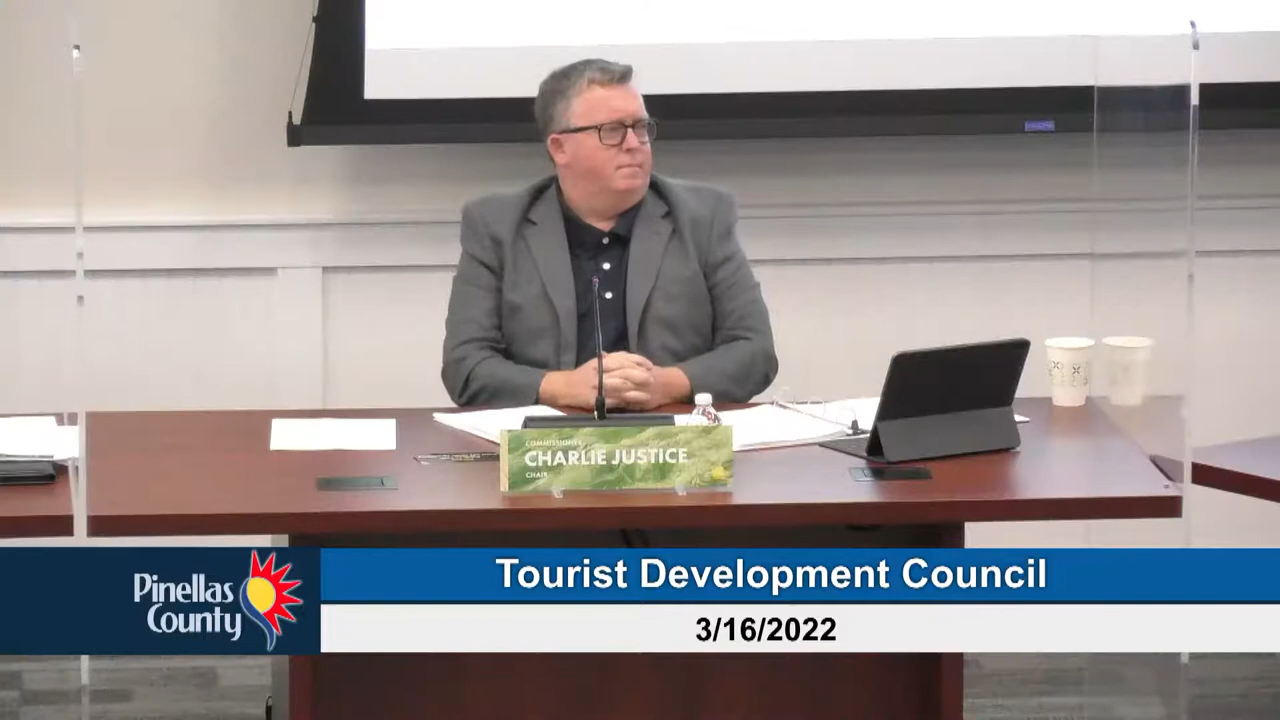 COMMISSIONER
CHARLIE JUSTICE
CHAIR
Pinellas
County
Tourist Development Council
3/16/2022